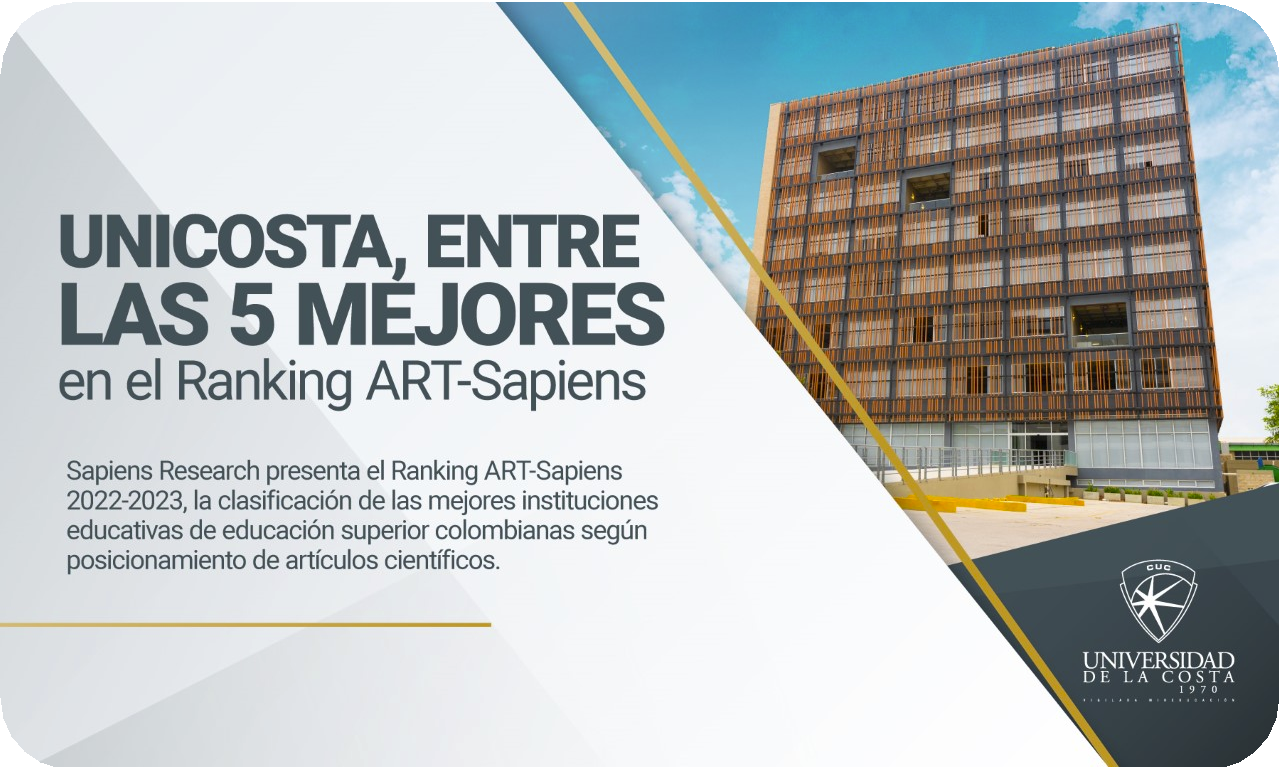 UNICOSTA, ENTRE
LAS 5 MEJORES
en el Ranking ART-Sapiens
Sapiens Research presenta el Ranking ART-Sapiens
2022-2023, la clasificación de las mejores instituciones
educativas de educación superior colombianas según
posicionamiento de artículos científicos.
CUC
UNIVERSIDAD
DE LA COSTA
1970
VIGILADA MINEDUCACIÓN